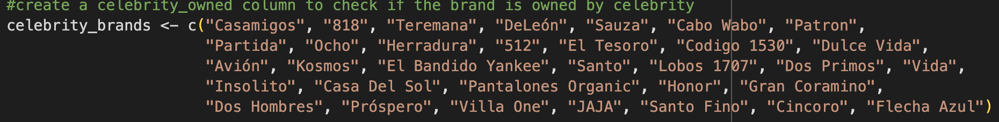 #create a celebrity_owned column to check if the brand is owned by celebrity
celebrity_brands <- c("Casamigos", "818", "Teremana", "DeLeón", "Sauza", "Cabo Wabo", "Patron",
"Partida", "Ocho", "Herradura", "512", "El Tesoro", "Codigo 1530", "Dulce Vida",
"Avión", "Kosmos", "El Bandido Yankee", "Santo", "Lobos 1707", "Dos Primos", "Vida",
"Insolito", "Casa Del Sol", "Pantalones Organic", "Honor", "Gran Coramino",
"Dos Hombres", "Próspero", "Villa One", "JAJA", "Santo Fino", "Cincoro", "Flecha Azul")